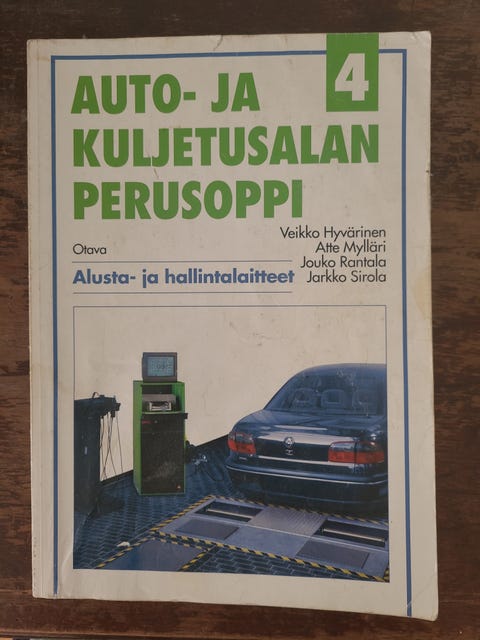 4
AUTO- JA
KULJETUSALAN
PERUSOPPI
Veikko Hyvärinen
Atte Mylläri
Jouko Rantala
Jarkko Sirola
Otava
Alusta- ja hallintalaitteet